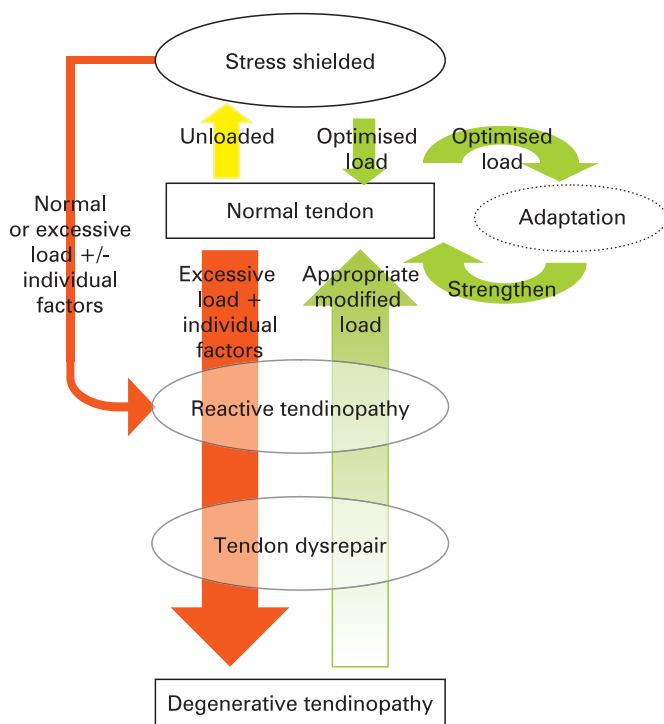 Stress shielded
Unloaded
Optimised
load
Optimised
load
Normal
or excessive
load +/-
individual
factors
Normal tendon
Adaptation
Excessive
load +
individual
factors
Appropriate
modified
load
Strengthen
Reactive tendinopathy
Tendon dysrepair
Degenerative tendinopathy